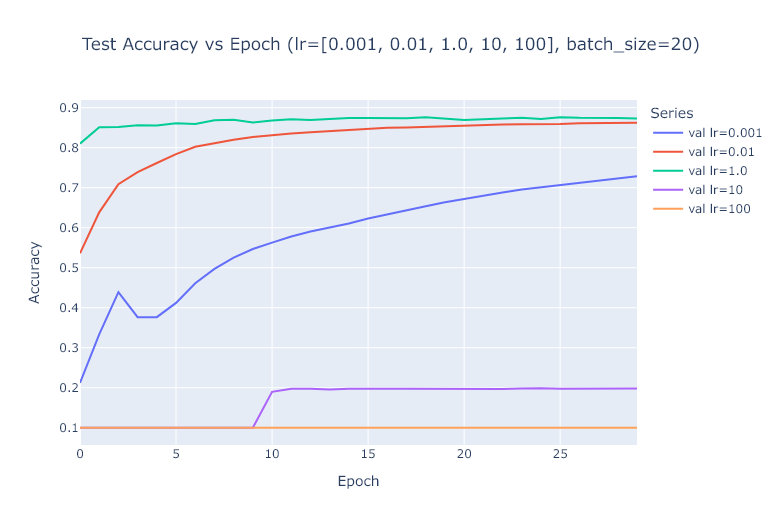 Test Accuracy vs Epoch (lr=[0.001, 0.01, 1.0, 10, 100], batch_size=20)
0.9
0.8
0.7
0.6
0.5
0.4
0.3
0.2
0.1
Accuracy
0 5 10 15 20 25
Epoch
Series
val lr=0.001
val lr=0.01
val lr=1.0
val lr=10
val lr=100